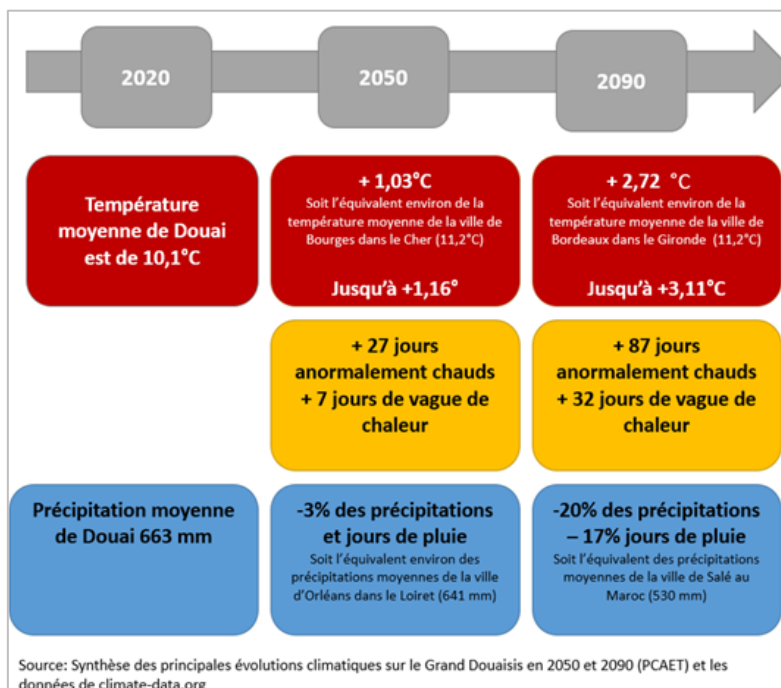 2020
2050
2090
Température
moyenne de Douai
est de 10,1°C
+ 1,03°C
Soit l'équivalent environ de la
température moyenne de la ville de
Bourges dans le Cher (11,2°C)
Jusqu'à +1,16°
+ 2,72 °C
Soit l'équivalent environ de la
température moyenne de la ville de
Bordeaux dans le Gironde (11,2°C)
Jusqu'à +3,11°C
+ 27 jours
anormalement chauds
+ 7 jours de vague de
chaleur
+ 87 jours
anormalement chauds
+ 32 jours de vague de
chaleur
Précipitation moyenne
de Douai 663 mm
-3% des précipitations
et jours de pluie
Soit l'équivalent environ des
précipitations moyennes de la ville
d'Orléans dans le Loiret (641 mm)
-20% des précipitations
– 17% jours de pluie
Soit l'équivalent des précipitations
moyennes de la ville de Salé au
Maroc (530 mm)
Source: Synthèse des principales évolutions climatiques sur le Grand Douaisis en 2050 et 2090 (PCAET) et les
données de climate-data.org